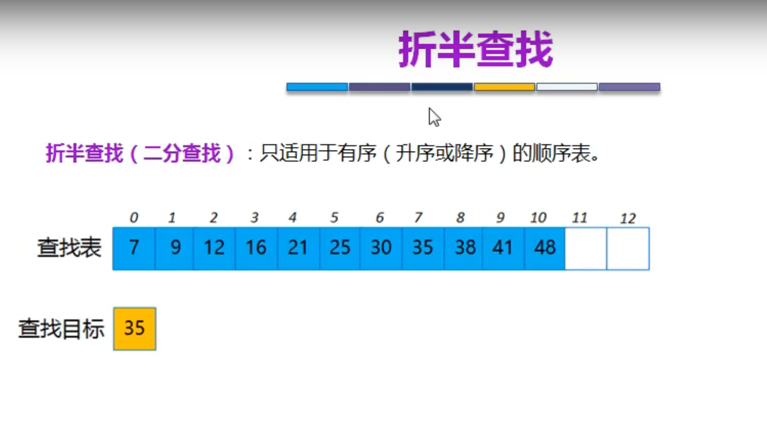 折半查找
折半查找（二分查找）：只适用于有序（升序或降序）的顺序表。
0 1 2 3 4 5 6 7 8 9 10 11 12
查找表 7 9 12 16 21 25 30 35 38 41 48
查找目标 35